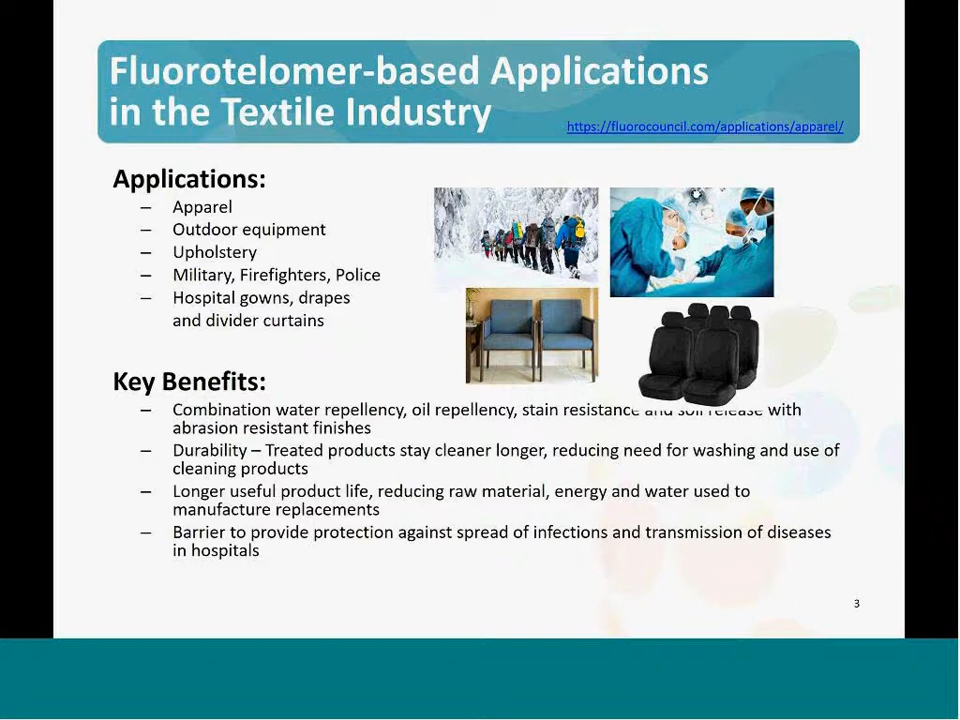 Fluorotelomer-based Applications
in the Textile Industry
https://fluorocouncil.com/applications/apparel/
Applications:
– Apparel
– Outdoor equipment
– Upholstery
– Military, Firefighters, Police
– Hospital gowns, drapes
and divider curtains
Key Benefits:
– Combination water repellency, oil repellency, stain resistance and soil release with
abrasion resistant finishes
– Durability – Treated products stay cleaner longer, reducing need for washing and use of
cleaning products
– Longer useful product life, reducing raw material, energy and water used to
manufacture replacements
– Barrier to provide protection against spread of infections and transmission of diseases
in hospitals
3